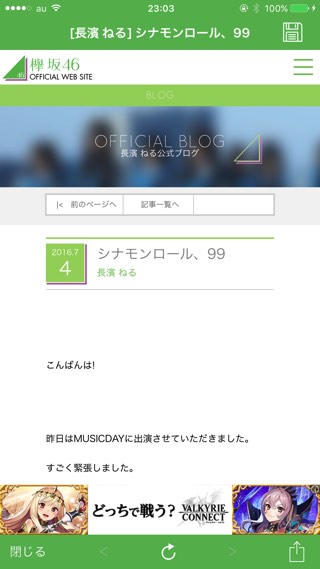 au 23:03 100%
[長濱 ねる] シナモンロール、99
欅坂46
46 OFFICIAL WEB SITE
BLOG
OFFICIAL BLOG
長濱 ねる公式ブログ
|< 前のページへ 記事一覧へ
2016.7
4
シナモンロール、99
長濱 ねる
こんばんは!
昨日はMUSICDAYに出演させていただきました。
すごく緊張しました。
どっちで戦う?
VALKYRIE
CONNECT
閉じる